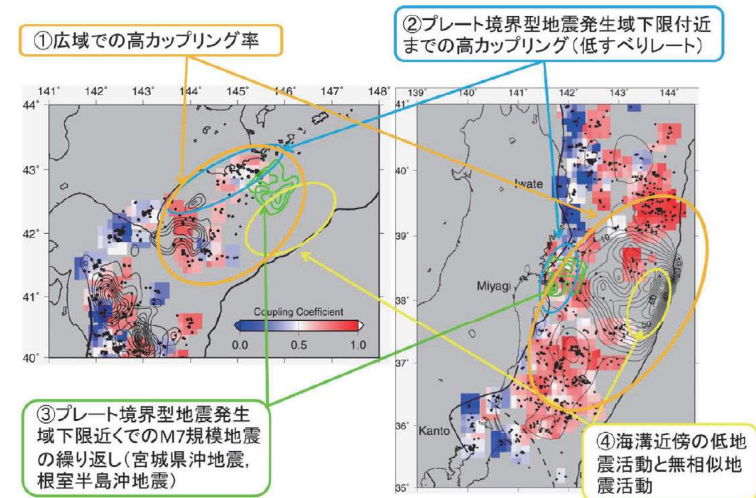 ①広域での高カップリング率
②プレート境界型地震発生域下限付近
までの高カップリング(低すべりレート)
141° 142° 143° 144° 145° 146° 147° 148°
44°
43°
42°
41°
40°
Coupling Coefficient
0.0 0.5 1.0
139° 140° 141° 142° 143° 144°
41°
40°
39°
38°
37°
36°
35°
Iwate
Miyagi
Kanto
10
③プレート境界型地震発生
域下限近くでのM7規模地震
の繰り返し(宮城県沖地震,
根室半島沖地震)
④海溝近傍の低地
震活動と無相似地
震活動